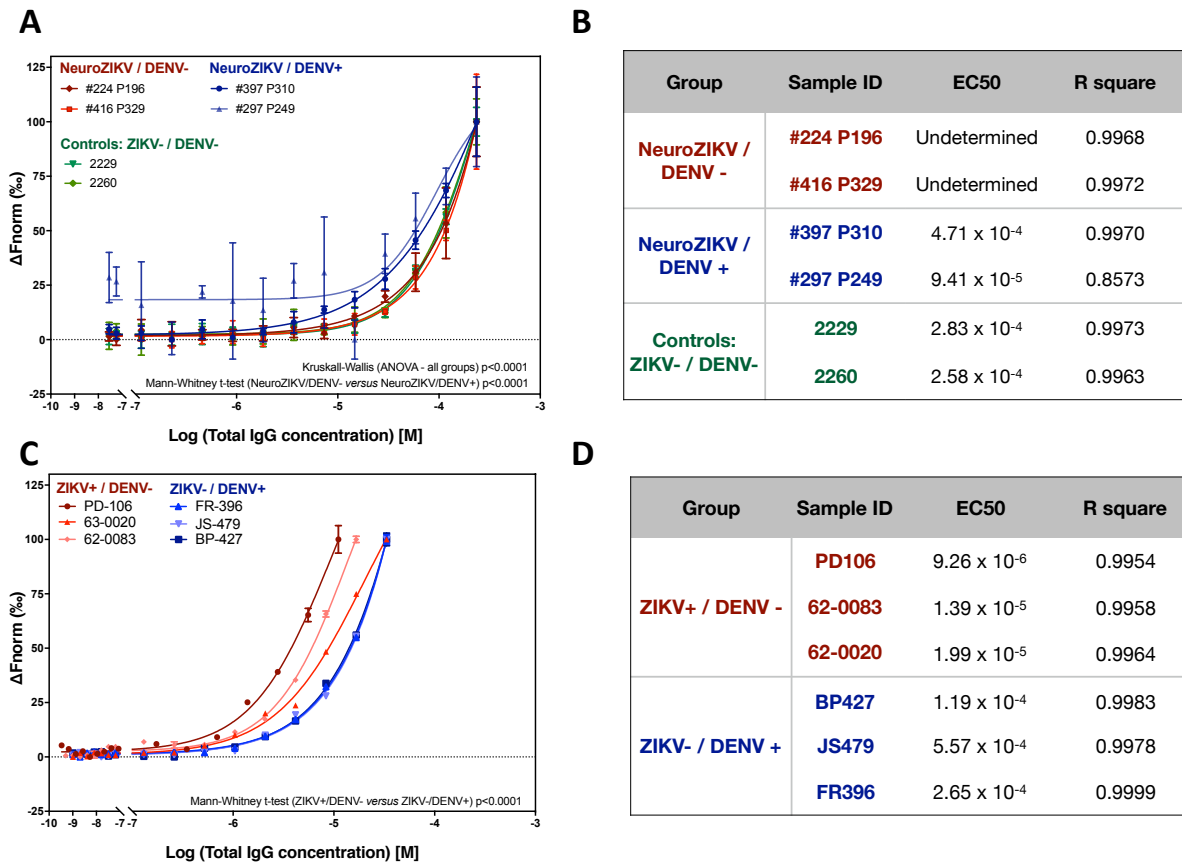 A
NeuroZIKV / DENV-
#224 P196
#416 P329
NeuroZIKV / DENV+
#397 P310
#297 P249
Controls: ZIKV- / DENV-
2229
2260
ΔFnorm (‰)
125
100
75
50
25
0
-25
Kruskall-Wallis (ANOVA - all groups) p<0.0001
Mann-Whitney t-test (NeuroZIKV/DENV- versus NeuroZIKV/DENV+) p<0.0001
-10 -9 -8 -7 -7 -6 -5 -4 -3
Log (Total IgG concentration) [M]
B
Group Sample ID EC50 R square
NeuroZIKV / DENV -
#224 P196 Undetermined 0.9968
#416 P329 Undetermined 0.9972
NeuroZIKV / DENV +
#397 P310 4.71 x 10⁻⁴ 0.9970
#297 P249 9.41 x 10⁻⁵ 0.8573
Controls: ZIKV- / DENV-
2229 2.83 x 10⁻⁴ 0.9973
2260 2.58 x 10⁻⁴ 0.9963
C
ZIKV+ / DENV-
PD-106
63-0020
62-0083
ZIKV- / DENV+
FR-396
JS-479
BP-427
ΔFnorm (‰)
125
100
75
50
25
0
-25
Mann-Whitney t-test (ZIKV+/DENV- versus ZIKV-/DENV+) p<0.0001
-10 -9 -8 -7 -7 -6 -5 -4 -3
Log (Total IgG concentration) [M]
D
Group Sample ID EC50 R square
ZIKV+ / DENV -
PD106 9.26 x 10⁻⁶ 0.9954
62-0083 1.39 x 10⁻⁵ 0.9958
62-0020 1.99 x 10⁻⁵ 0.9964
ZIKV- / DENV +
BP427 1.19 x 10⁻⁴ 0.9983
JS479 5.57 x 10⁻⁴ 0.9978
FR396 2.65 x 10⁻⁴ 0.9999